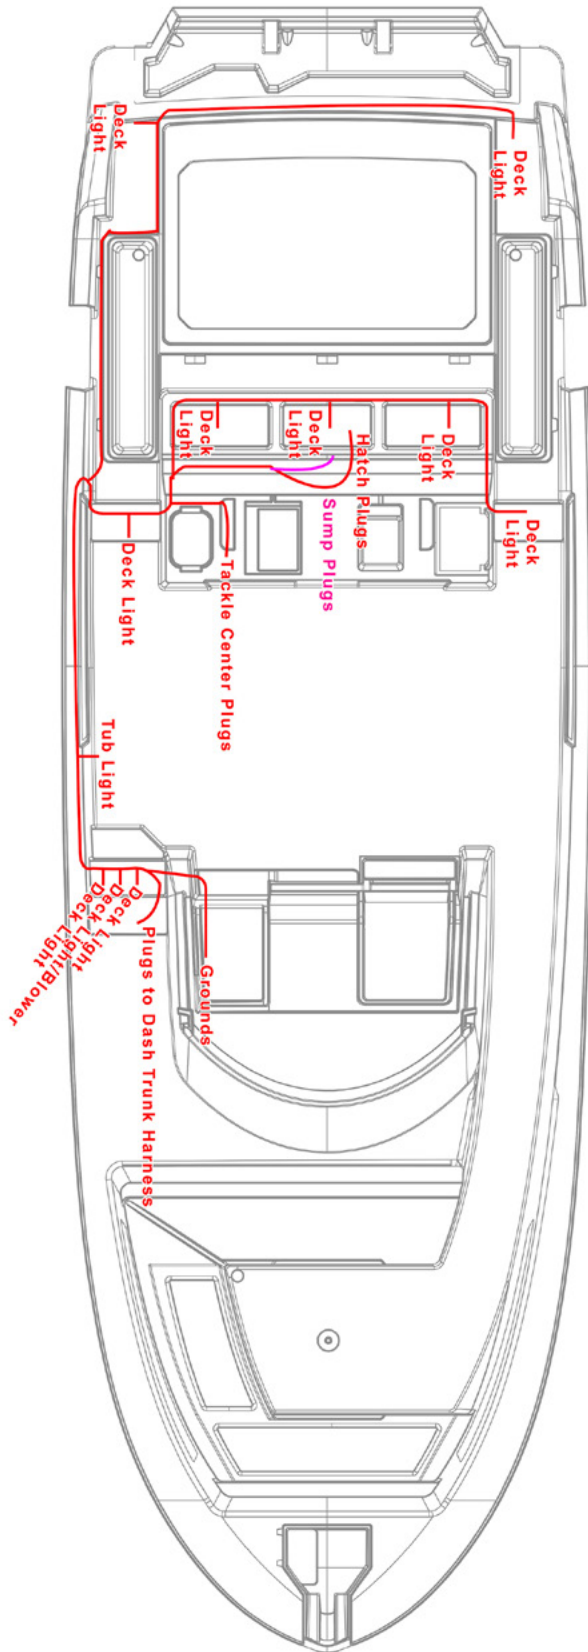 Deck
Light
Deck
Light
Deck
Light
Deck
Light
Deck
Light
Hatch Plugs
Deck
Light
Sump Plugs
Deck Light
Tackle Center Plugs
Tub Light
Deck Light
Deck Light
Deck Light/Blower
Plugs to Dash Trunk Harness
Grounds